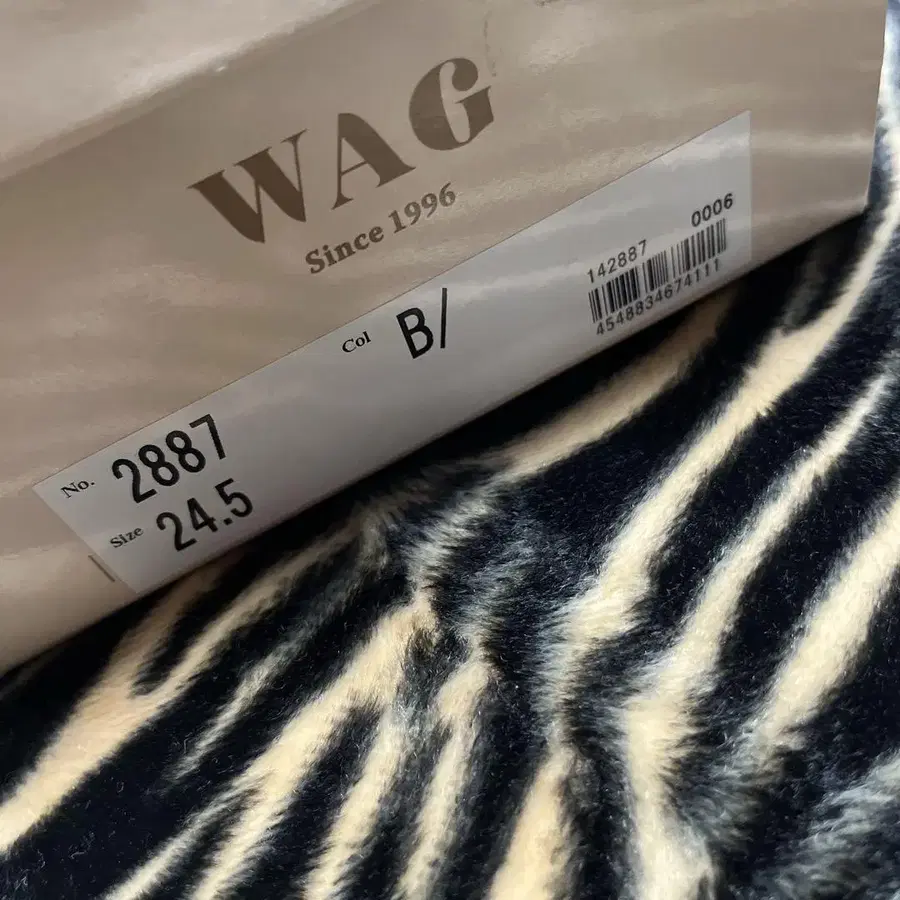 WAG
Since 1996
142887 0006
4548834674111
Col B/
No. 2887
Size 24.5